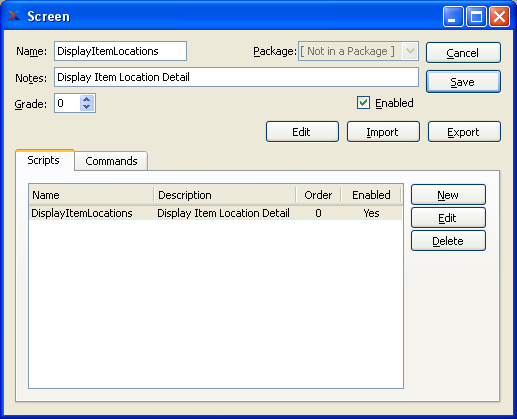 Screen
Name: DisplayItemLocations Package: [ Not in a Package ] Cancel
Notes: Display Item Location Detail Save
Grade: 0 Enabled
Edit Import Export
Scripts Commands
Name Description Order Enabled New
DisplayItemLocations Display Item Location Detail 0 Yes Edit
Delete